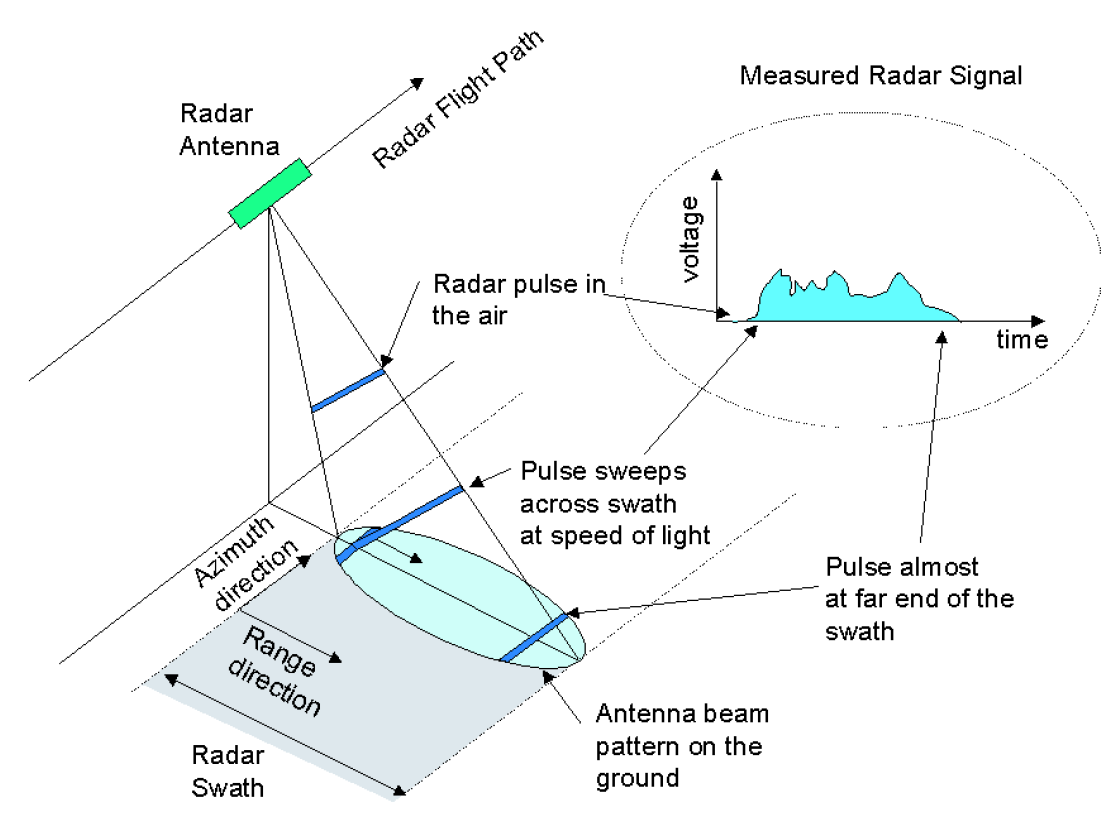 Measured Radar Signal
Radar
Antenna
Radar Flight Path
voltage
time
Radar pulse in
the air
Pulse sweeps
across swath
at speed of light
Pulse almost
at far end of the
swath
Azimuth
direction
Range
direction
Radar
Swath
Antenna beam
pattern on the
ground